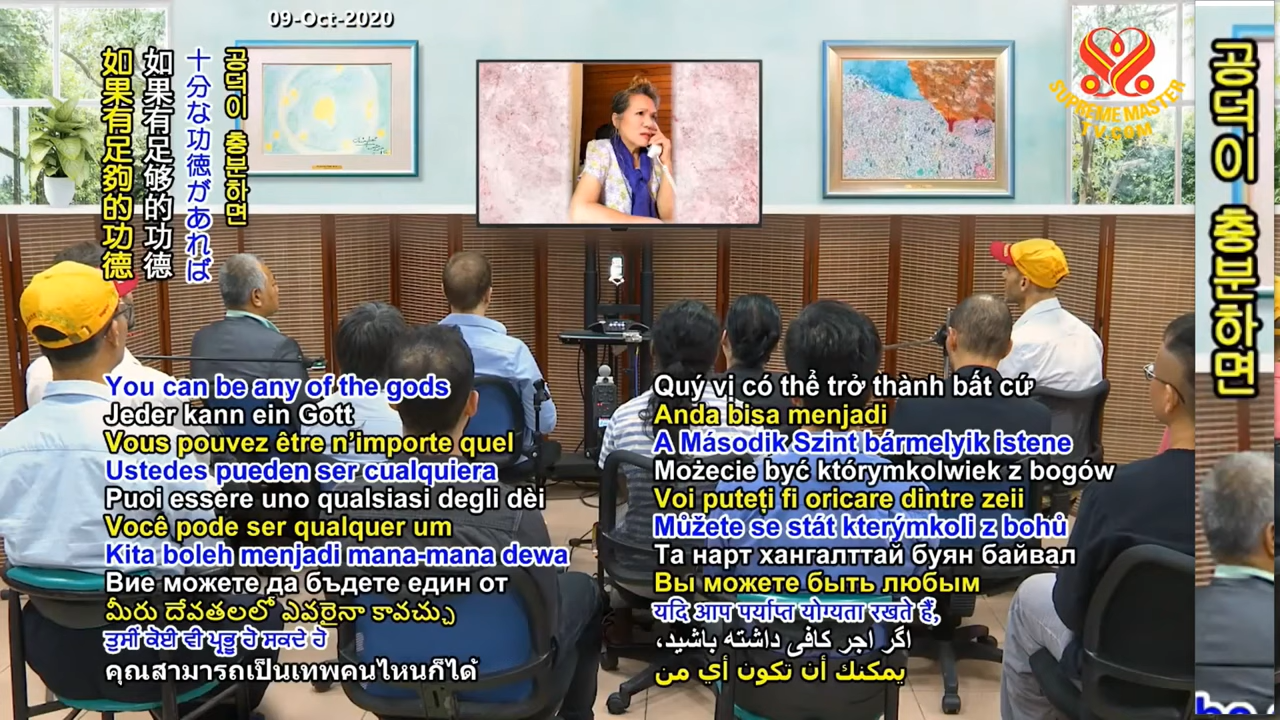 09-Oct-2020
SUPREME MASTER
TV.COM
공덕이 충분하면
十分な功徳があれば
如果有足够的功德
如果有足夠的功德
You can be any of the gods
Jeder kann ein Gott
Vous pouvez être n’importe quel
Ustedes pueden ser cualquiera
Puoi essere uno qualsiasi degli dèi
Você pode ser qualquer um
Kita boleh menjadi mana-mana dewa
Вие можете да бъдете един от
మీరు దేవతలలో ఎవరైనా కావచ్చు
ਤੁਸੀਂ ਕੋਈ ਵੀ ਪ੍ਰਭੂ ਹੋ ਸਕਦੇ ਹੋ
คุณสามารถเป็นเทพคนไหนก็ได้
Quý vị có thể trở thành bất cứ
Anda bisa menjadi
A Második Szint bármelyik istene
Możecie być którymkolwiek z bogów
Voi puteți fi oricare dintre zeii
Můžete se stát kterýmkoli z bohů
Та нарт хангалттай буян байвал
Вы можете быть любым
यदि आप पर्याप्त योग्यता रखते हैं,
اگر اجر کافی داشته باشید،
يمكنك أن تكون أي من
공덕이 충분하면
be